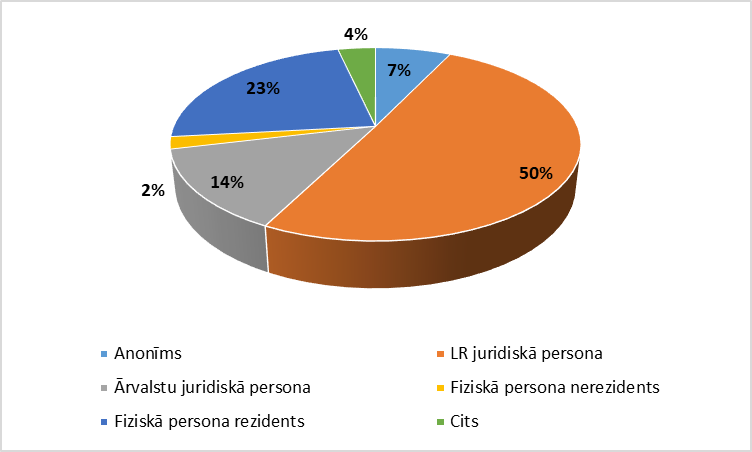 4%
7%
23%
50%
14%
2%
Anonīms
LR juridiskā persona
Ārvalstu juridiskā persona
Fiziskā persona nerezidents
Fiziskā persona rezidents
Cits